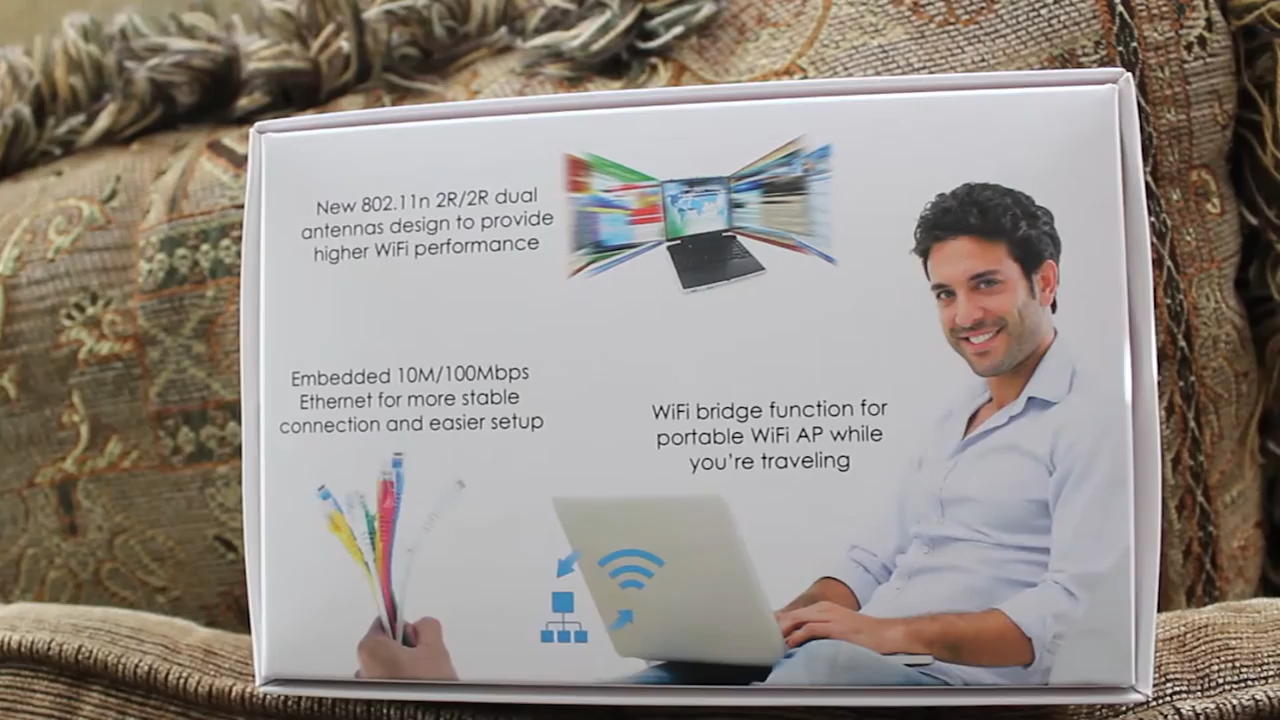 New 802.11n 2R/2R dual
antennas design to provide
higher WiFi performance
Embedded 10M/100Mbps
Ethernet for more stable
connection and easier setup
WiFi bridge function for
portable WiFi AP while
you're traveling